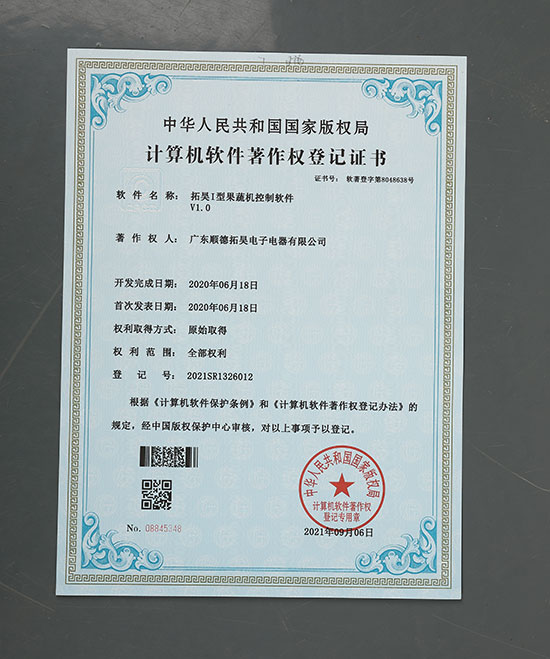 中华人民共和国国家版权局
计算机软件著作权登记证书
证书号： 软著登字第8048638号
软件名称： 拓昊I型果蔬机控制软件
V1.0
著作权人： 广东顺德拓昊电子电器有限公司
开发完成日期： 2020年06月18日
首次发表日期： 2020年06月18日
权利取得方式： 原始取得
权利范围： 全部权利
登记号： 2021SR1326012
根据《计算机软件保护条例》和《计算机软件著作权登记办法》的
规定，经中国版权保护中心审核，对以上事项予以登记。
中华人民共和国国家版权局
计算机软件著作权
登记专用章
No. 08845248
2021年09月06日